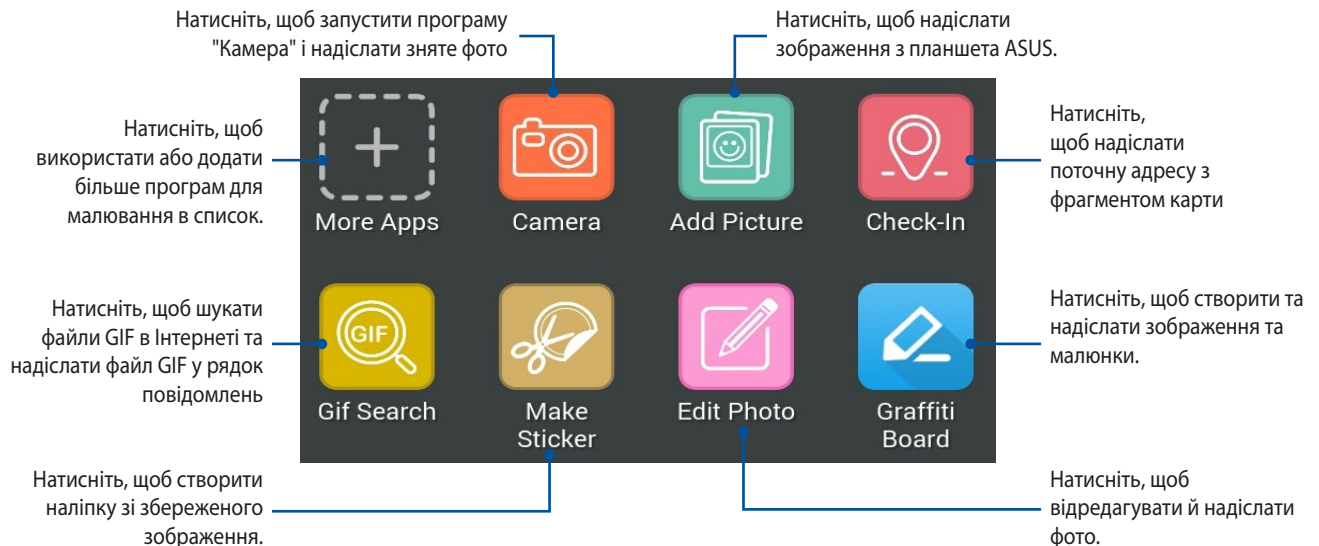 Натисніть, щоб запустити програму
"Камера" і надіслати зняте фото
Натисніть, щоб надіслати
зображення з планшета ASUS.
Натисніть, щоб
використати або додати
більше програм для
малювання в список.
Натисніть,
щоб надіслати
поточну адресу з
фрагментом карти
More Apps
Camera
Add Picture
Check-In
Натисніть, щоб шукати
файли GIF в Інтернеті та
надіслати файл GIF у рядок
повідомлень
GIF
Натисніть, щоб створити та
надіслати зображення та
малюнки.
Gif Search
Make
Sticker
Edit Photo
Graffiti
Board
Натисніть, щоб створити
наліпку зі збереженого
зображення.
Натисніть, щоб
відредагувати й надіслати
фото.